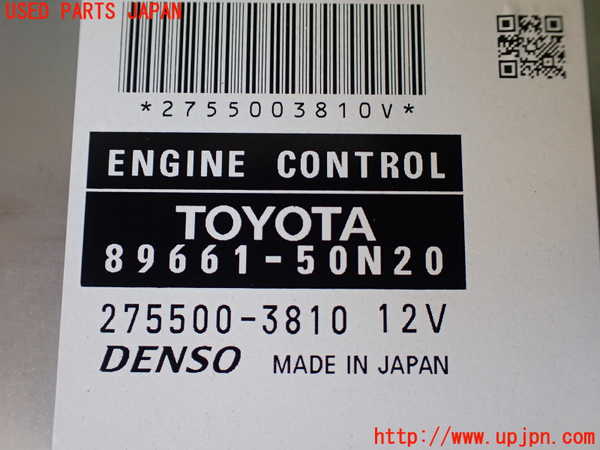 USED PARTS JAPAN
*2755003810V*
ENGINE CONTROL
TOYOTA
89661-50N20
275500-3810 12V
DENSO MADE IN JAPAN
http://www.upjpn.com